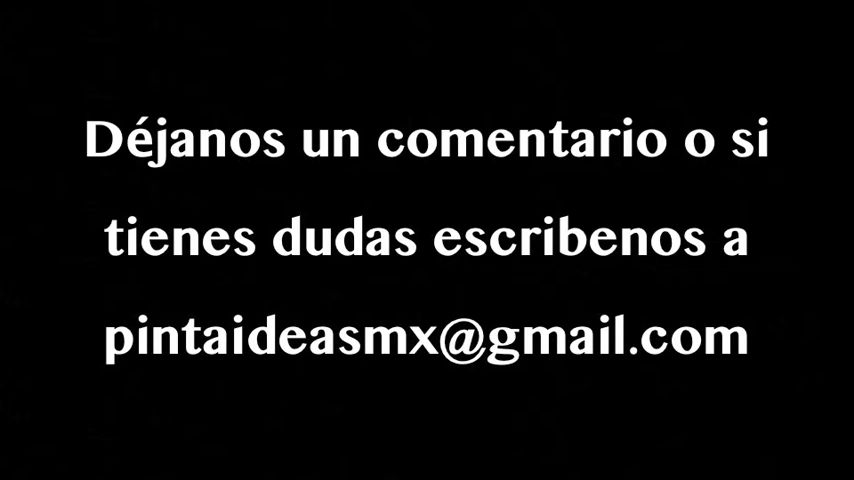 Déjanos un comentario o si
tienes dudas escribenos a
pintaideasmx@gmail.com